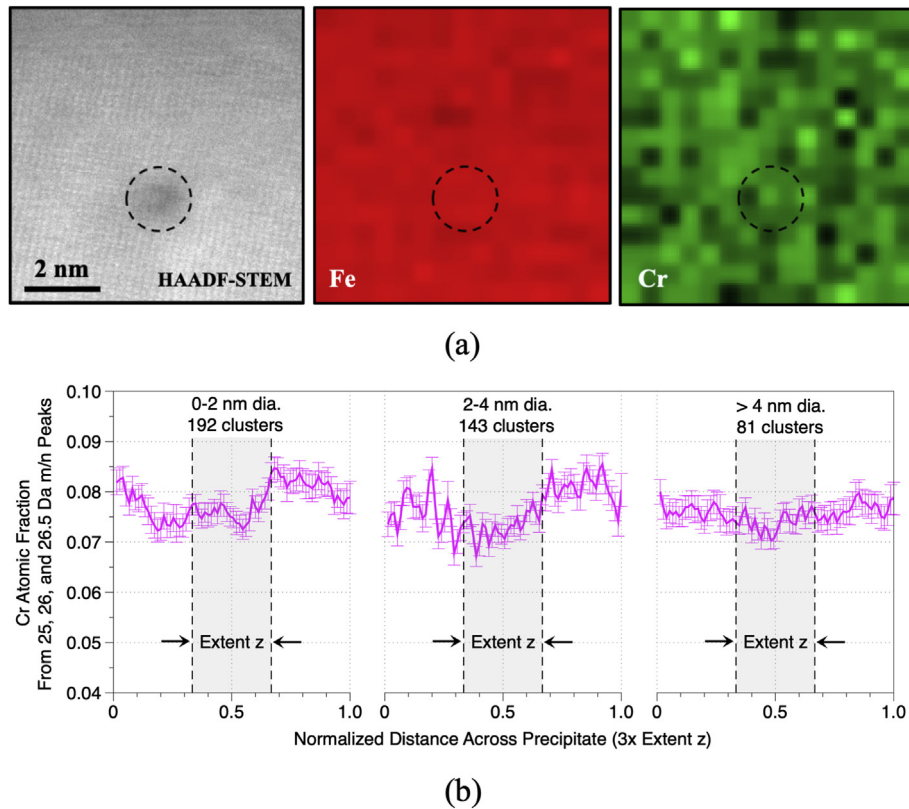 2 nm
HAADF-STEM
Fe
Cr
(a)
Cr Atomic Fraction
From 25, 26, and 26.5 Da m/n Peaks
0.10
0.09
0.08
0.07
0.06
0.05
0.04
0-2 nm dia.
192 clusters
2-4 nm dia.
143 clusters
> 4 nm dia.
81 clusters
Extent z
Extent z
Extent z
0 0.5 1.0 0 0.5 1.0 0 0.5 1.0
Normalized Distance Across Precipitate (3x Extent z)
(b)